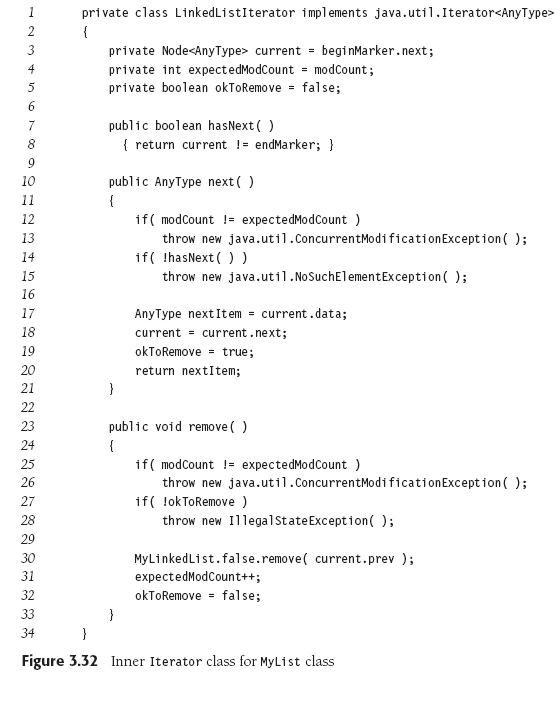 1 private class LinkedListIterator implements java.util.Iterator<AnyType>
2 {
3 private Node<AnyType> current = beginMarker.next;
4 private int expectedModCount = modCount;
5 private boolean okToRemove = false;
6
7 public boolean hasNext( )
8 { return current != endMarker; }
9
10 public AnyType next( )
11 {
12 if( modCount != expectedModCount )
13 throw new java.util.ConcurrentModificationException( );
14 if( !hasNext( ) )
15 throw new java.util.NoSuchElementException( );
16
17 AnyType nextItem = current.data;
18 current = current.next;
19 okToRemove = true;
20 return nextItem;
21 }
22
23 public void remove( )
24 {
25 if( modCount != expectedModCount )
26 throw new java.util.ConcurrentModificationException( );
27 if( !okToRemove )
28 throw new IllegalStateException( );
29
30 MyLinkedList.false.remove( current.prev );
31 expectedModCount++;
32 okToRemove = false;
33 }
34 }
Figure 3.32 Inner Iterator class for MyList class